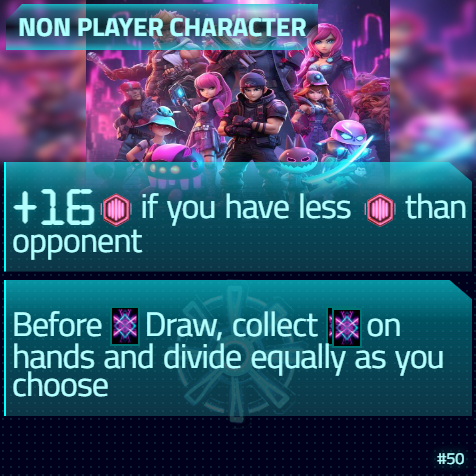 NON PLAYER CHARACTER
+16 if you have less than
opponent
Before Draw, collect on
hands and divide equally as you
choose
#50